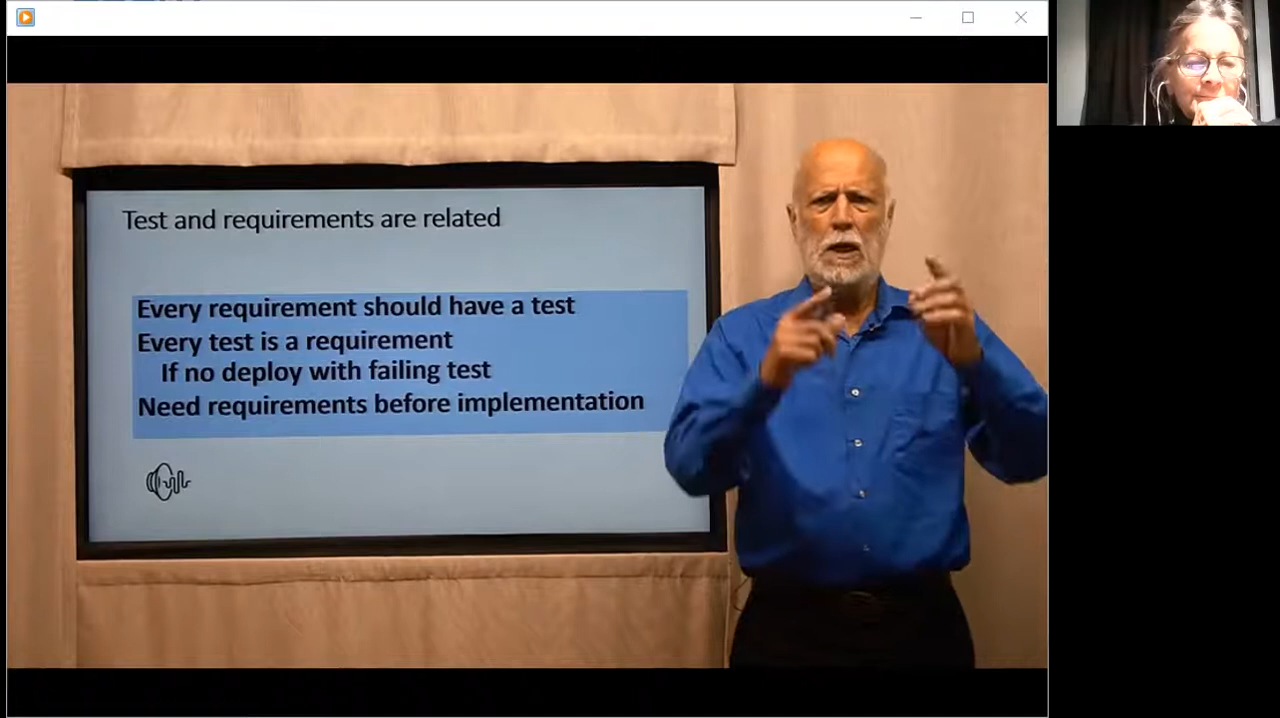 Test and requirements are related
Every requirement should have a test
Every test is a requirement
If no deploy with failing test
Need requirements before implementation